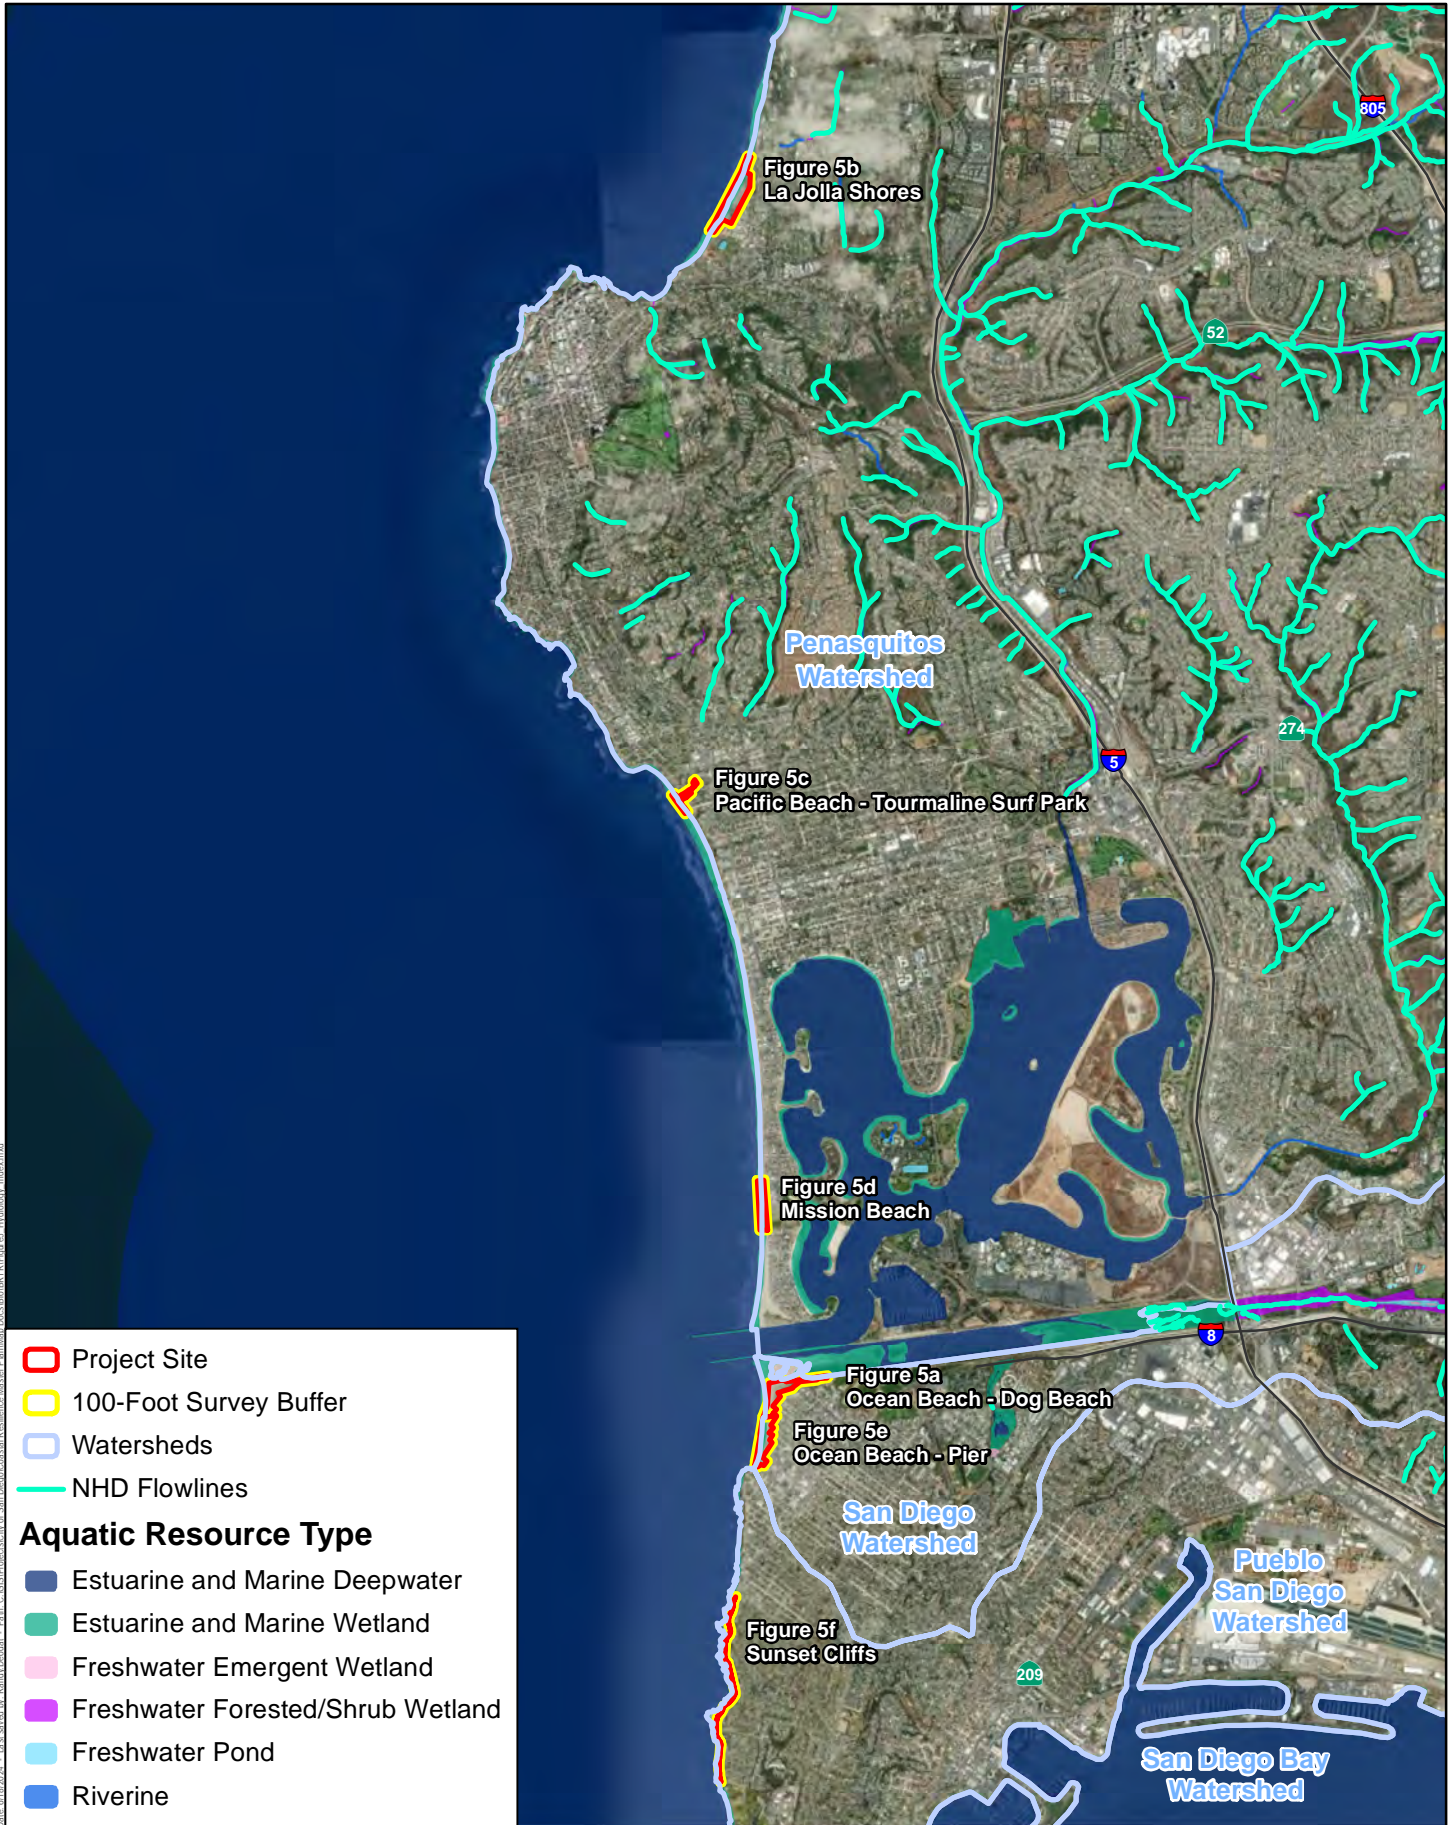 805
Figure 5b
La Jolla Shores
52
Penasquitos
Watershed
274
5
Figure 5c
Pacific Beach - Tourmaline Surf Park
Figure 5d
Mission Beach
8
Figure 5a
Ocean Beach - Dog Beach
Figure 5e
Ocean Beach - Pier
San Diego
Watershed
Pueblo
San Diego
Watershed
Figure 5f
Sunset Cliffs
209
San Diego Bay
Watershed
Project Site
100-Foot Survey Buffer
Watersheds
NHD Flowlines
Aquatic Resource Type
Estuarine and Marine Deepwater
Estuarine and Marine Wetland
Freshwater Emergent Wetland
Freshwater Forested/Shrub Wetland
Freshwater Pond
Riverine